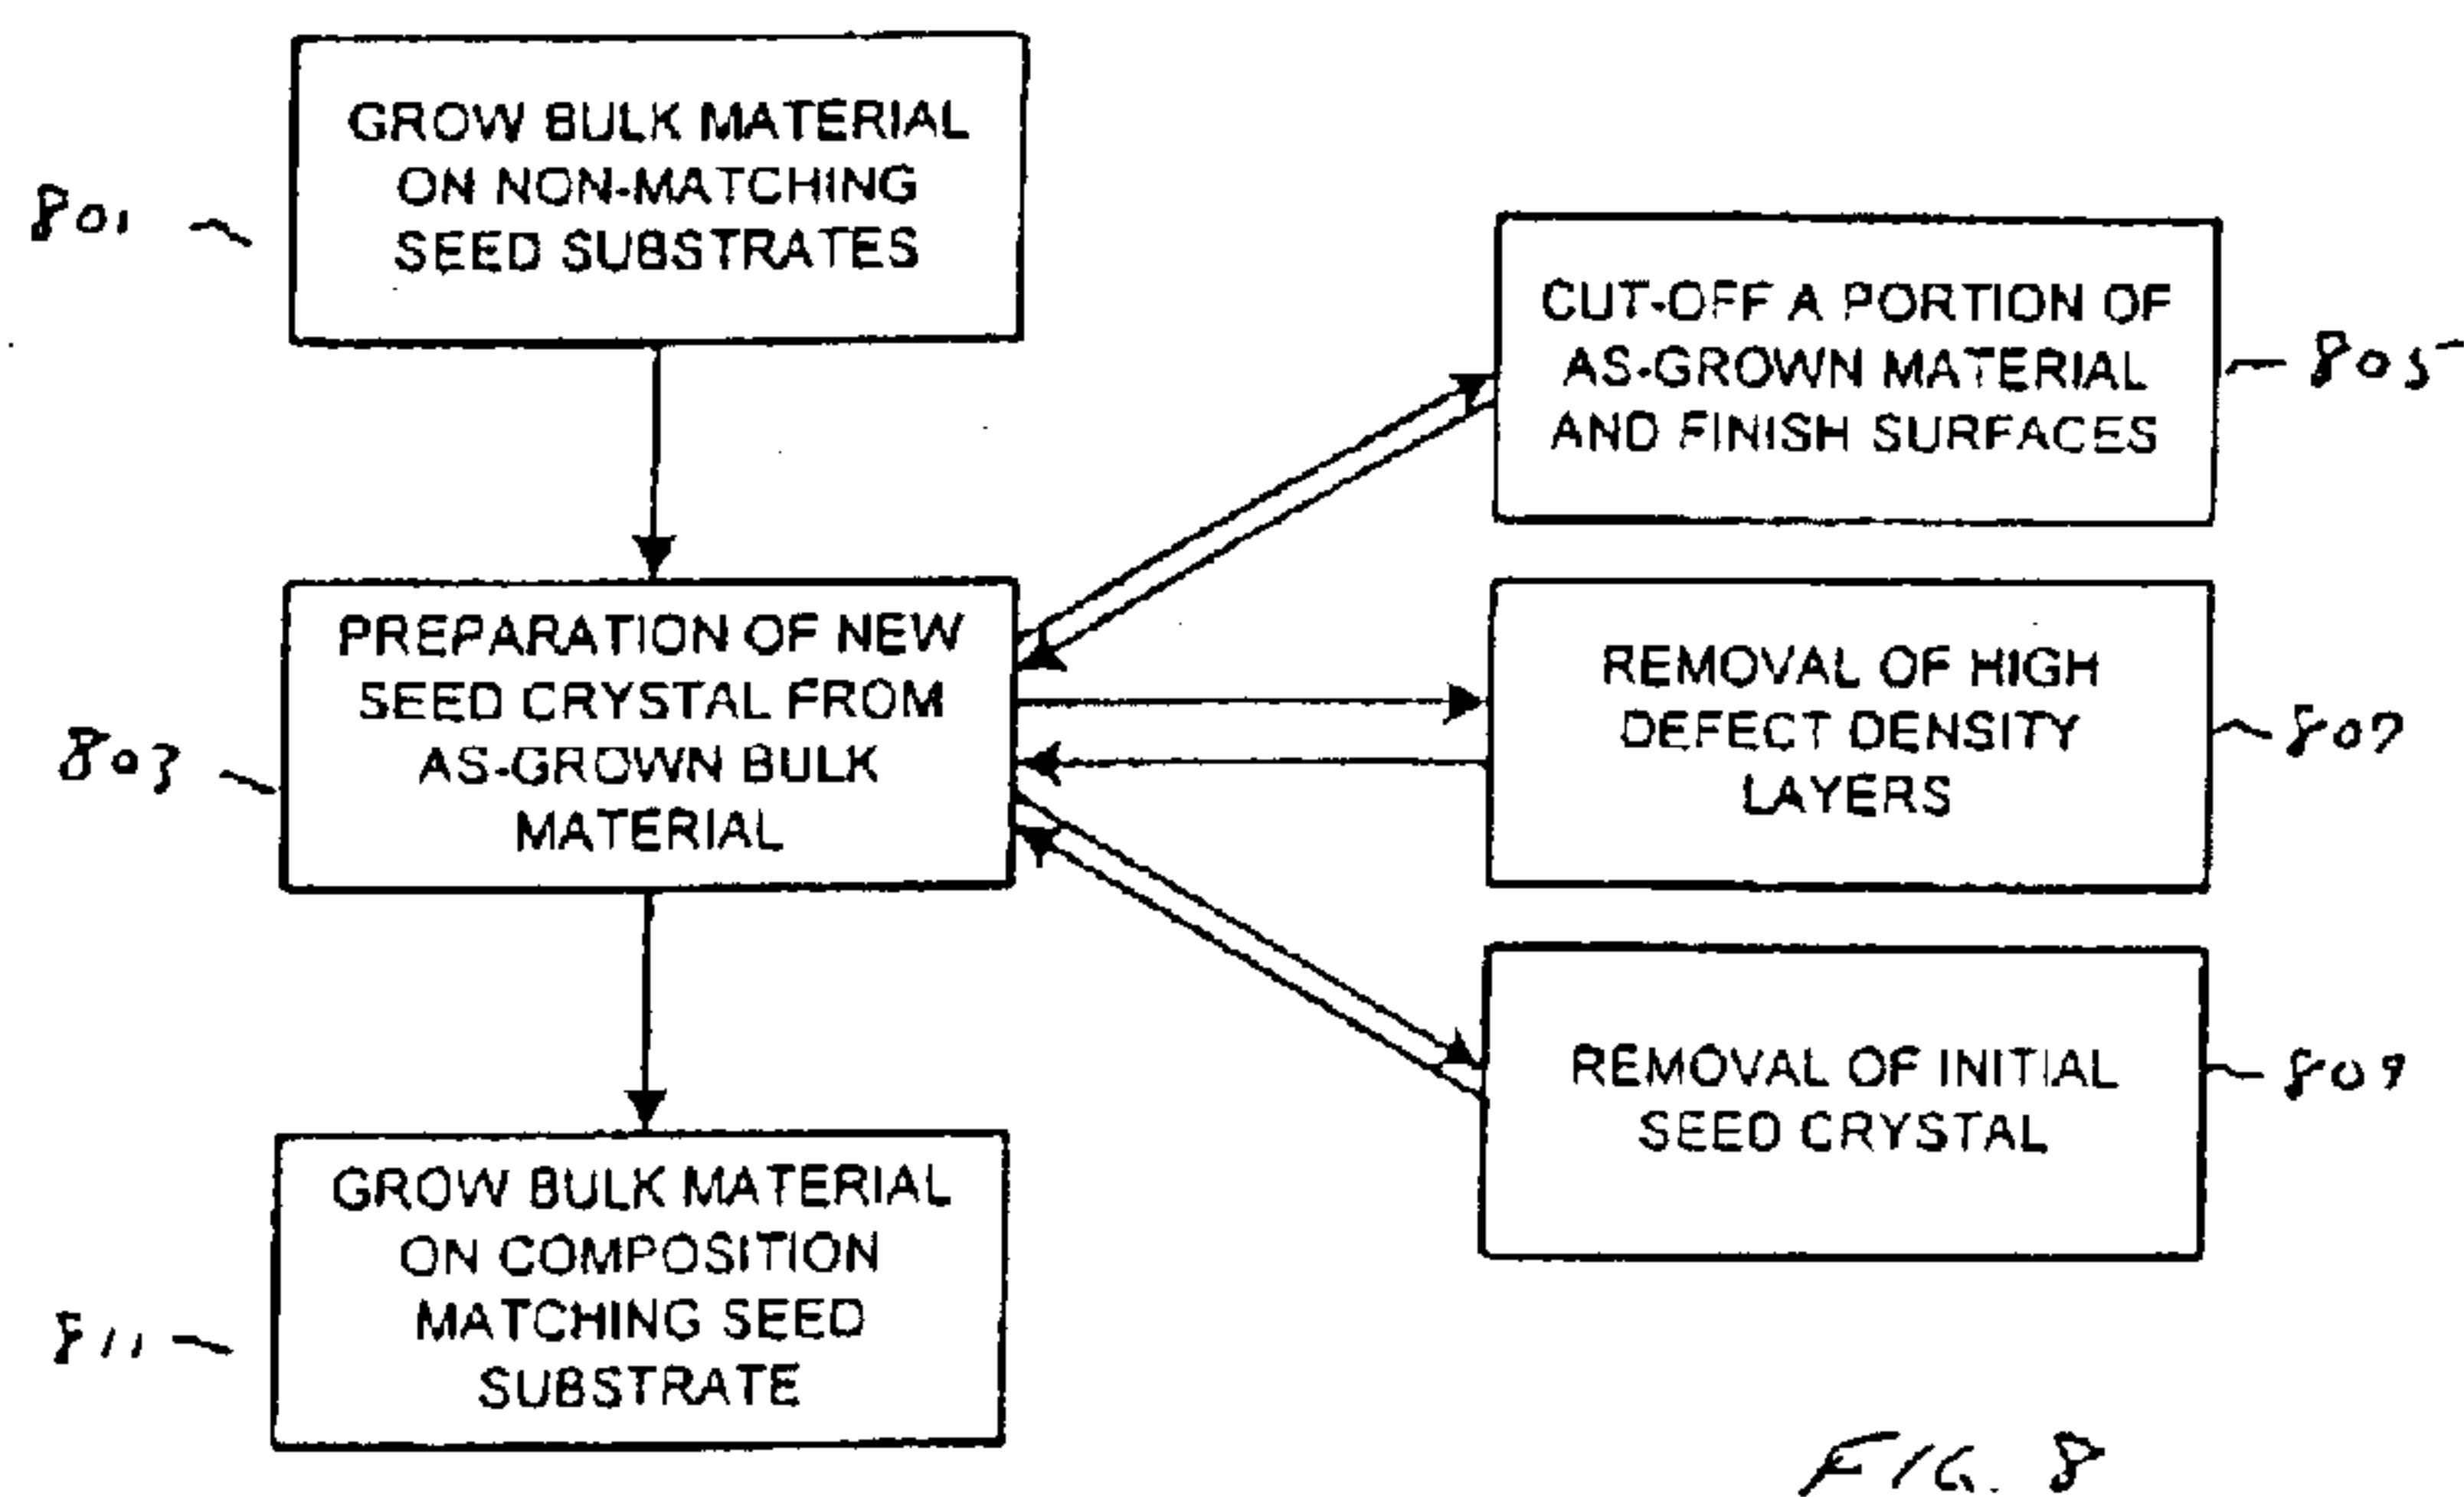 GROW BULK MATERIAL
ON NON-MATCHING
SEED SUBSTRATES
801
CUT-OFF A PORTION OF
AS-GROWN MATERIAL
AND FINISH SURFACES
805
PREPARATION OF NEW
SEED CRYSTAL FROM
AS-GROWN BULK
MATERIAL
803
REMOVAL OF HIGH
DEFECT DENSITY
LAYERS
807
REMOVAL OF INITIAL
SEED CRYSTAL
809
GROW BULK MATERIAL
ON COMPOSITION
MATCHING SEED
SUBSTRATE
811
FIG. 8